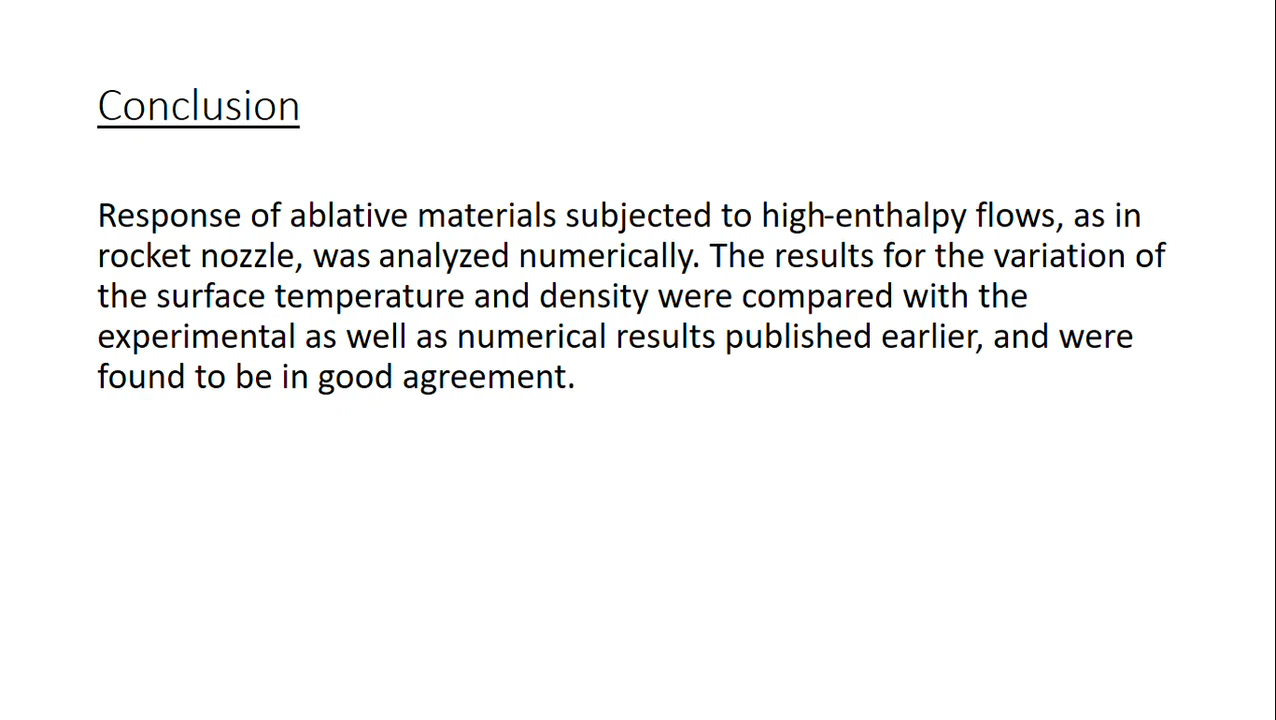 Conclusion
Response of ablative materials subjected to high-enthalpy flows, as in
rocket nozzle, was analyzed numerically. The results for the variation of
the surface temperature and density were compared with the
experimental as well as numerical results published earlier, and were
found to be in good agreement.